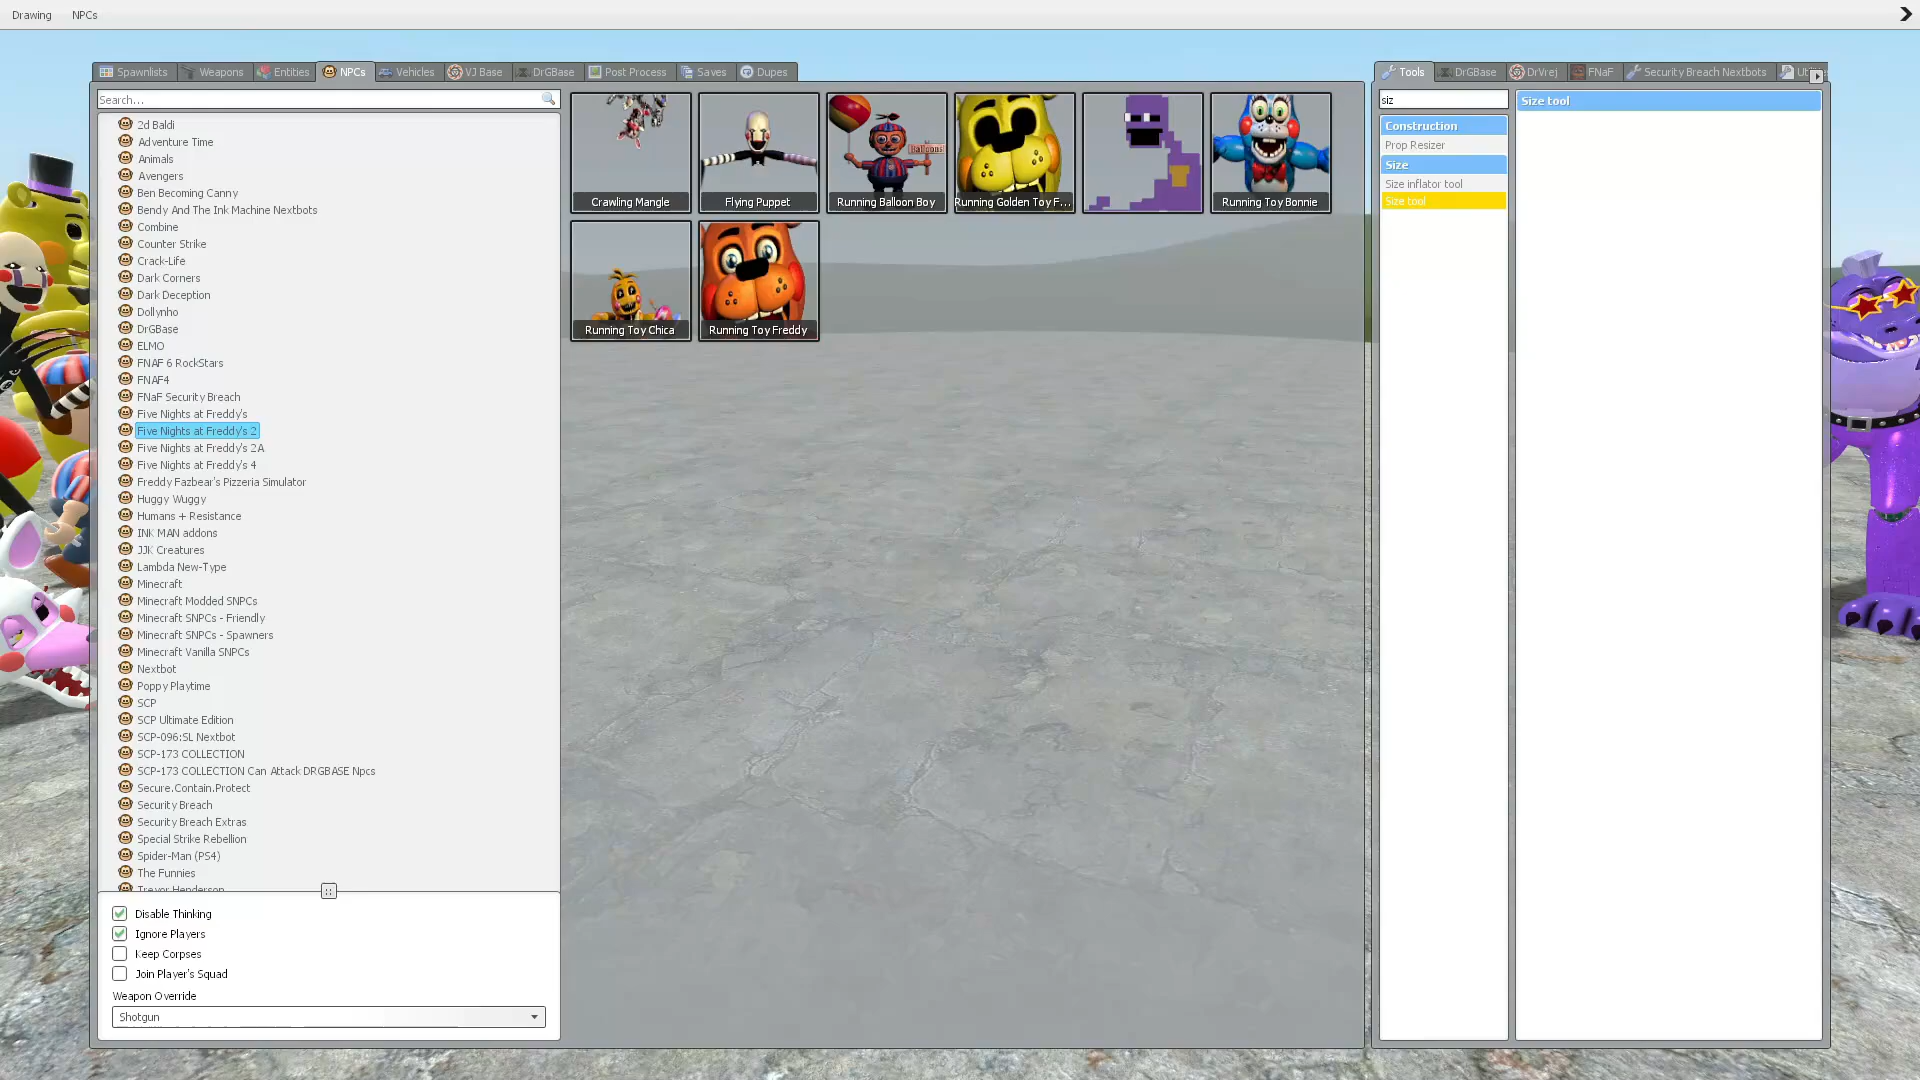 Drawing NPCs
Spawnlists Weapons Entities NPCs Vehicles VJ Base DrGBase Post Process Saves Dupes
Tools DrGBase DrVrej FNaF Security Breach Nextbots
Search...
2d Baldi
Adventure Time
Animals
Avengers
Ben Becoming Canny
Bendy And The Ink Machine Nextbots
Combine
Counter Strike
Crack-Life
Dark Corners
Dark Deception
Dollynho
DrGBase
ELMO
FNAF 6 RockStars
FNAF4
FNaF Security Breach
Five Nights at Freddy's
Five Nights at Freddy's 2
Five Nights at Freddy's 2A
Five Nights at Freddy's 4
Freddy Fazbear's Pizzeria Simulator
Huggy Wuggy
Humans + Resistance
INK MAN addons
JJK Creatures
Lambda New-Type
Minecraft
Minecraft Modded SNPCs
Minecraft SNPCs - Friendly
Minecraft SNPCs - Spawners
Minecraft Vanilla SNPCs
Nextbot
Poppy Playtime
SCP
SCP Ultimate Edition
SCP-096:SL Nextbot
SCP-173 COLLECTION
SCP-173 COLLECTION Can Attack DRGBASE Npcs
Secure.Contain.Protect
Security Breach
Security Breach Extras
Special Strike Rebellion
Spider-Man (PS4)
The Funnies
Trevor Henderson
Disable Thinking
Ignore Players
Keep Corpses
Join Player's Squad
Weapon Override
Shotgun
Balloons
Crawling Mangle
Flying Puppet
Running Balloon Boy
Running Golden Toy F...
Running Toy Bonnie
Running Toy Chica
Running Toy Freddy
siz
Construction
Prop Resizer
Size
Size inflator tool
Size tool
Size tool